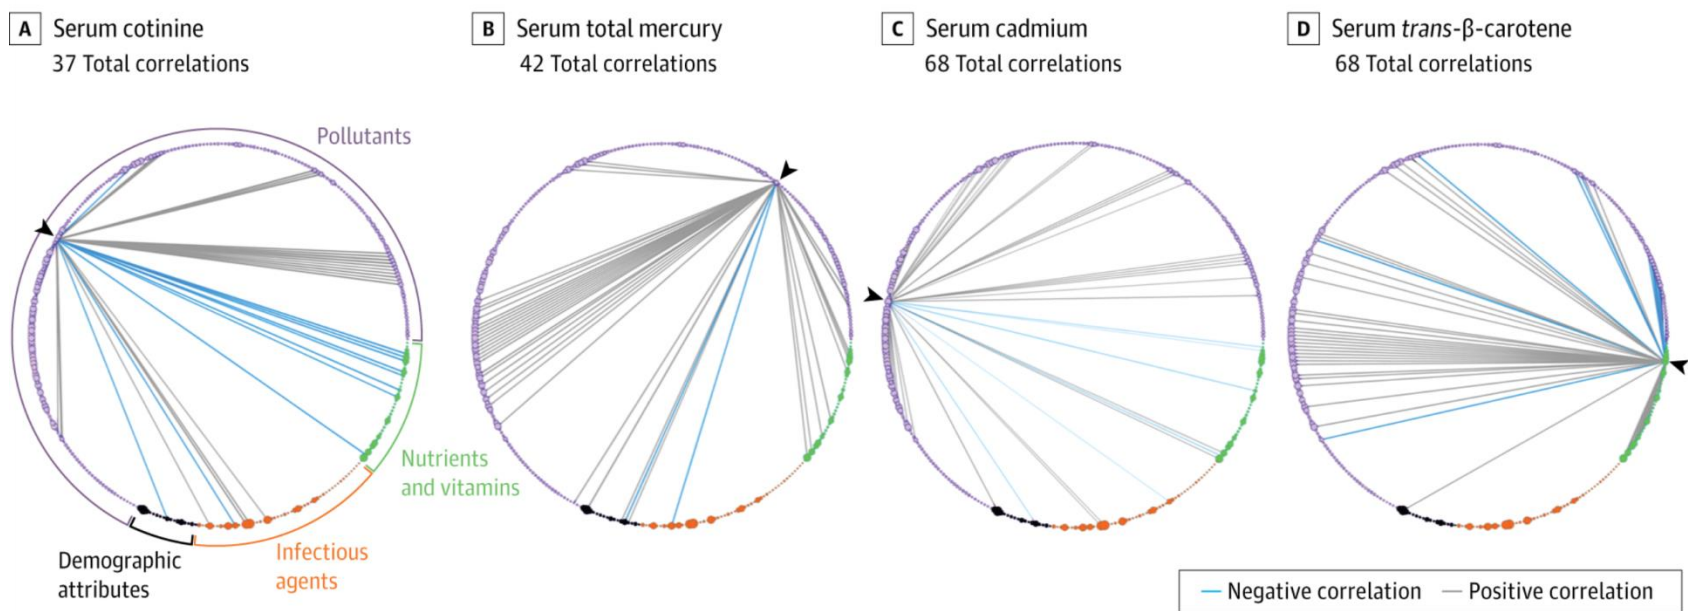 A Serum cotinine
37 Total correlations
B Serum total mercury
42 Total correlations
C Serum cadmium
68 Total correlations
D Serum trans-β-carotene
68 Total correlations
Pollutants
Nutrients
and vitamins
Infectious
agents
Demographic
attributes
Negative correlation
Positive correlation